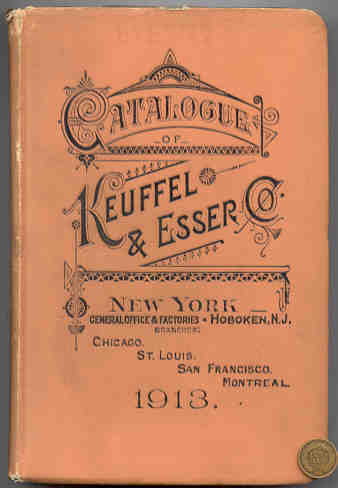 CATALOGUE
OF
KEUFFEL
& ESSER CO.
NEW YORK
GENERAL OFFICE & FACTORIES • HOBOKEN, N.J.
BRANCHES:
CHICAGO.
ST. LOUIS.
SAN FRANCISCO.
MONTREAL.
1913.